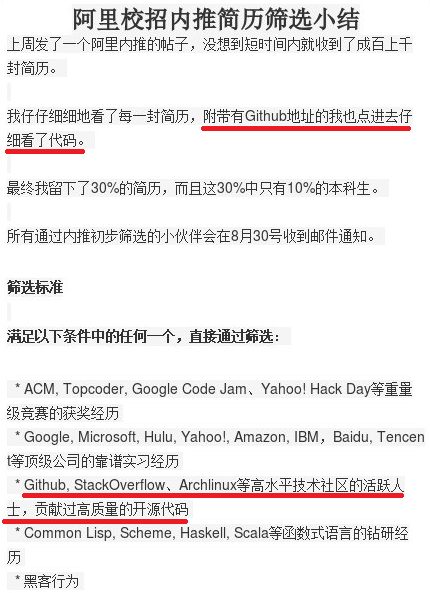 阿里校招内推简历筛选小结
上周发了一个阿里内推的帖子，没想到短时间内就收到了成百上千
封简历。
我仔仔细细地看了每一封简历，附带有Github地址的我也点进去仔
细看了代码。
最终我留下了30%的简历，而且这30%中只有10%的本科生。
所有通过内推初步筛选的小伙伴会在8月30号收到邮件通知。
筛选标准
满足以下条件中的任何一个，直接通过筛选：
* ACM, Topcoder, Google Code Jam、Yahoo! Hack Day等重量
级竞赛的获奖经历
* Google, Microsoft, Hulu, Yahoo!, Amazon, IBM，Baidu, Tencen
t等顶级公司的靠谱实习经历
* Github, StackOverflow、Archlinux等高水平技术社区的活跃人
士，贡献过高质量的开源代码
* Common Lisp, Scheme, Haskell, Scala等函数式语言的钻研经
历
* 黑客行为